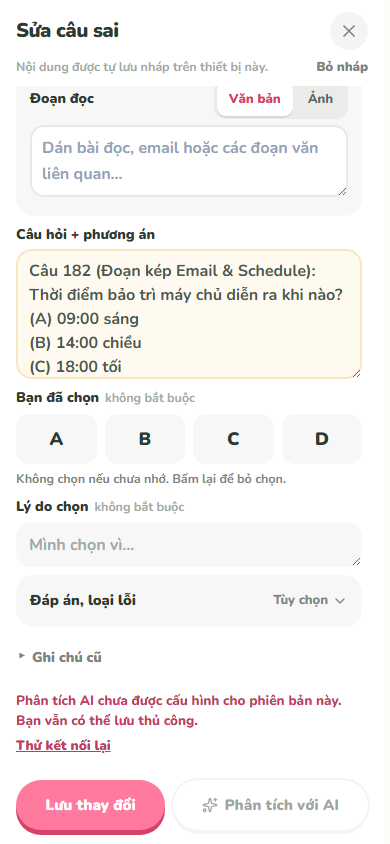 Sửa câu sai
Nội dung được tự lưu nháp trên thiết bị này. Bỏ nháp
Đoạn đọc Văn bản Ảnh
Dán bài đọc, email hoặc các đoạn văn
liên quan...
Câu hỏi + phương án
Câu 182 (Đoạn kép Email & Schedule):
Thời điểm bảo trì máy chủ diễn ra khi nào?
(A) 09:00 sáng
(B) 14:00 chiều
(C) 18:00 tối
Bạn đã chọn không bắt buộc
A B C D
Không chọn nếu chưa nhớ. Bấm lại để bỏ chọn.
Lý do chọn không bắt buộc
Mình chọn vì...
Đáp án, loại lỗi Tùy chọn
Ghi chú cũ
Phân tích AI chưa được cấu hình cho phiên bản này.
Bạn vẫn có thể lưu thủ công.
Thử kết nối lại
Lưu thay đổi Phân tích với AI